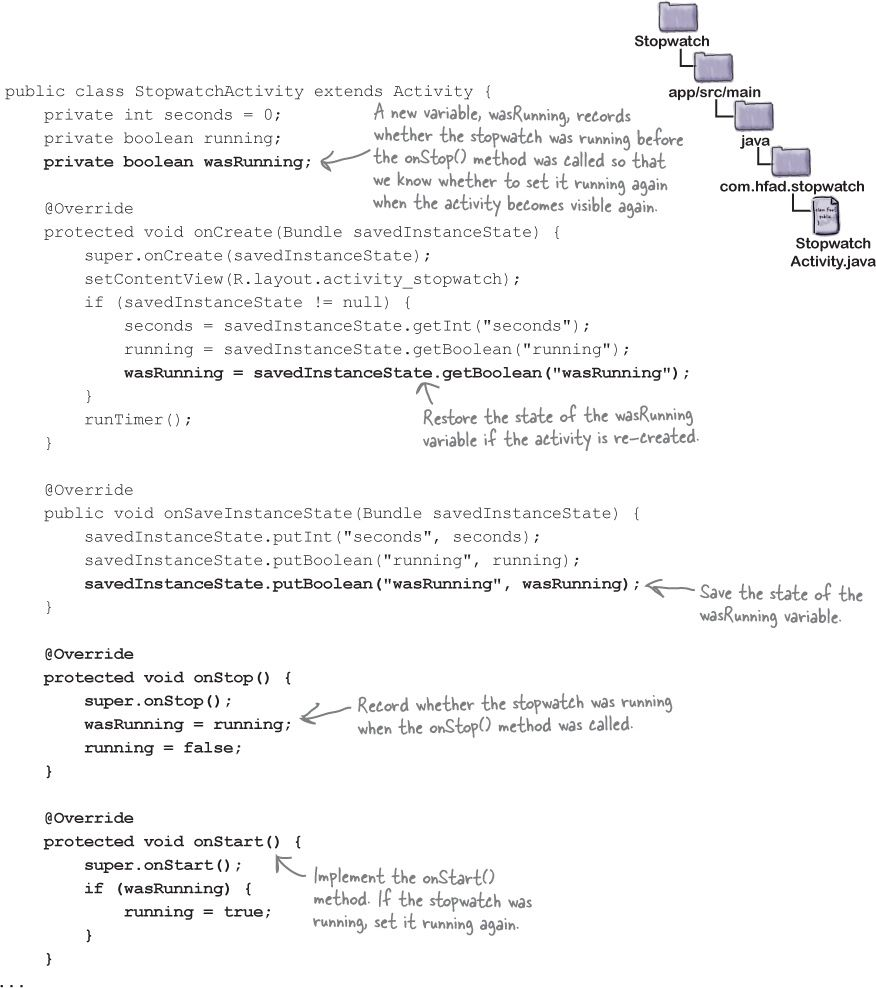 Stopwatch
app/src/main
java
com.hfad.stopwatch
Stopwatch
Activity.java
public class StopwatchActivity extends Activity {
private int seconds = 0;
private boolean running;
private boolean wasRunning;
A new variable, wasRunning, records
whether the stopwatch was running before
the onStop() method was called so that
we know whether to set it running again
when the activity becomes visible again.
@Override
protected void onCreate(Bundle savedInstanceState) {
super.onCreate(savedInstanceState);
setContentView(R.layout.activity_stopwatch);
if (savedInstanceState != null) {
seconds = savedInstanceState.getInt("seconds");
running = savedInstanceState.getBoolean("running");
wasRunning = savedInstanceState.getBoolean("wasRunning");
}
Restore the state of the wasRunning
variable if the activity is re-created.
runTimer();
}
@Override
public void onSaveInstanceState(Bundle savedInstanceState) {
savedInstanceState.putInt("seconds", seconds);
savedInstanceState.putBoolean("running", running);
savedInstanceState.putBoolean("wasRunning", wasRunning);
Save the state of the
wasRunning variable.
}
@Override
protected void onStop() {
super.onStop();
wasRunning = running;
running = false;
Record whether the stopwatch was running
when the onStop() method was called.
}
@Override
protected void onStart() {
super.onStart();
if (wasRunning) {
running = true;
}
Implement the onStart()
method. If the stopwatch was
running, set it running again.
}
...